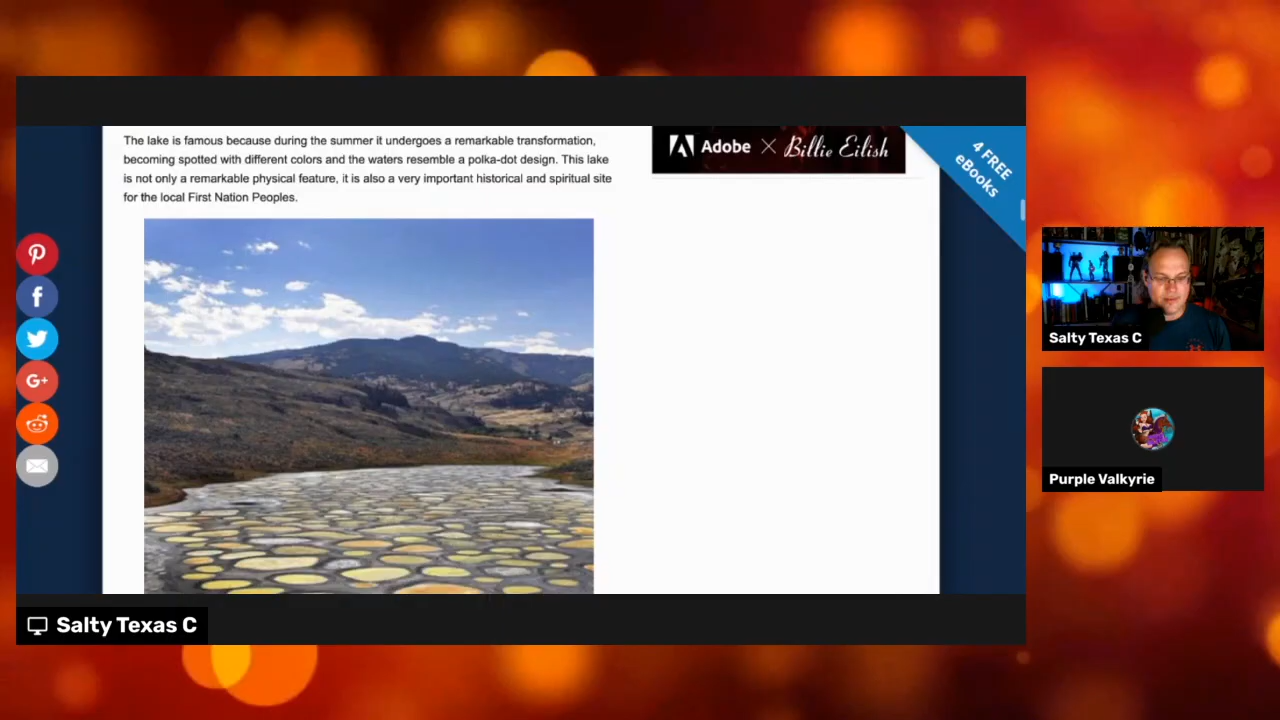 The lake is famous because during the summer it undergoes a remarkable transformation,
becoming spotted with different colors and the waters resemble a polka-dot design. This lake
is not only a remarkable physical feature, it is also a very important historical and spiritual site
for the local First Nation Peoples.
Adobe × Billie Eilish
4 FREE
eBooks
G+
Salty Texas C
Purple Valkyrie
Salty Texas C